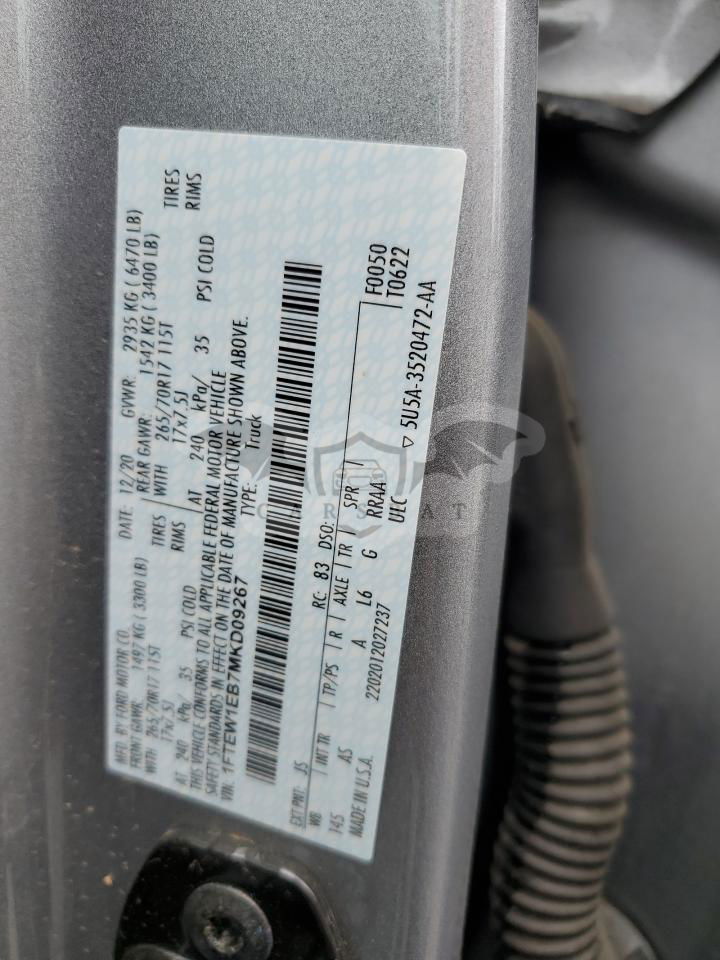 MFD. BY FORD MOTOR CO.
DATE: 12/20 GVWR: 2935 KG ( 6470 LB)
FRONT GAWR: 1497 KG ( 3300 LB) REAR GAWR: 1542 KG ( 3400 LB)
WITH 265/70R17 115T TIRES WITH 265/70R17 115T TIRES
17x7.5J RIMS 17x7.5J RIMS
AT 240 kPa/ 35 PSI COLD AT 240 kPa/ 35 PSI COLD
THIS VEHICLE CONFORMS TO ALL APPLICABLE FEDERAL MOTOR VEHICLE
SAFETY STANDARDS IN EFFECT ON THE DATE OF MANUFACTURE SHOWN ABOVE.
VIN: 1FTEW1EB7MKD09267 TYPE: Truck
EXT PNT: JS RC: 83 DSO: F0050
WB INT TR TP/PS R AXLE TR SPR T0622
145 AS A L6 G RRAA
MADE IN U.S.A. 2202012027237 UTC ▽ 5U5A-3520472-AA
CARSBAT